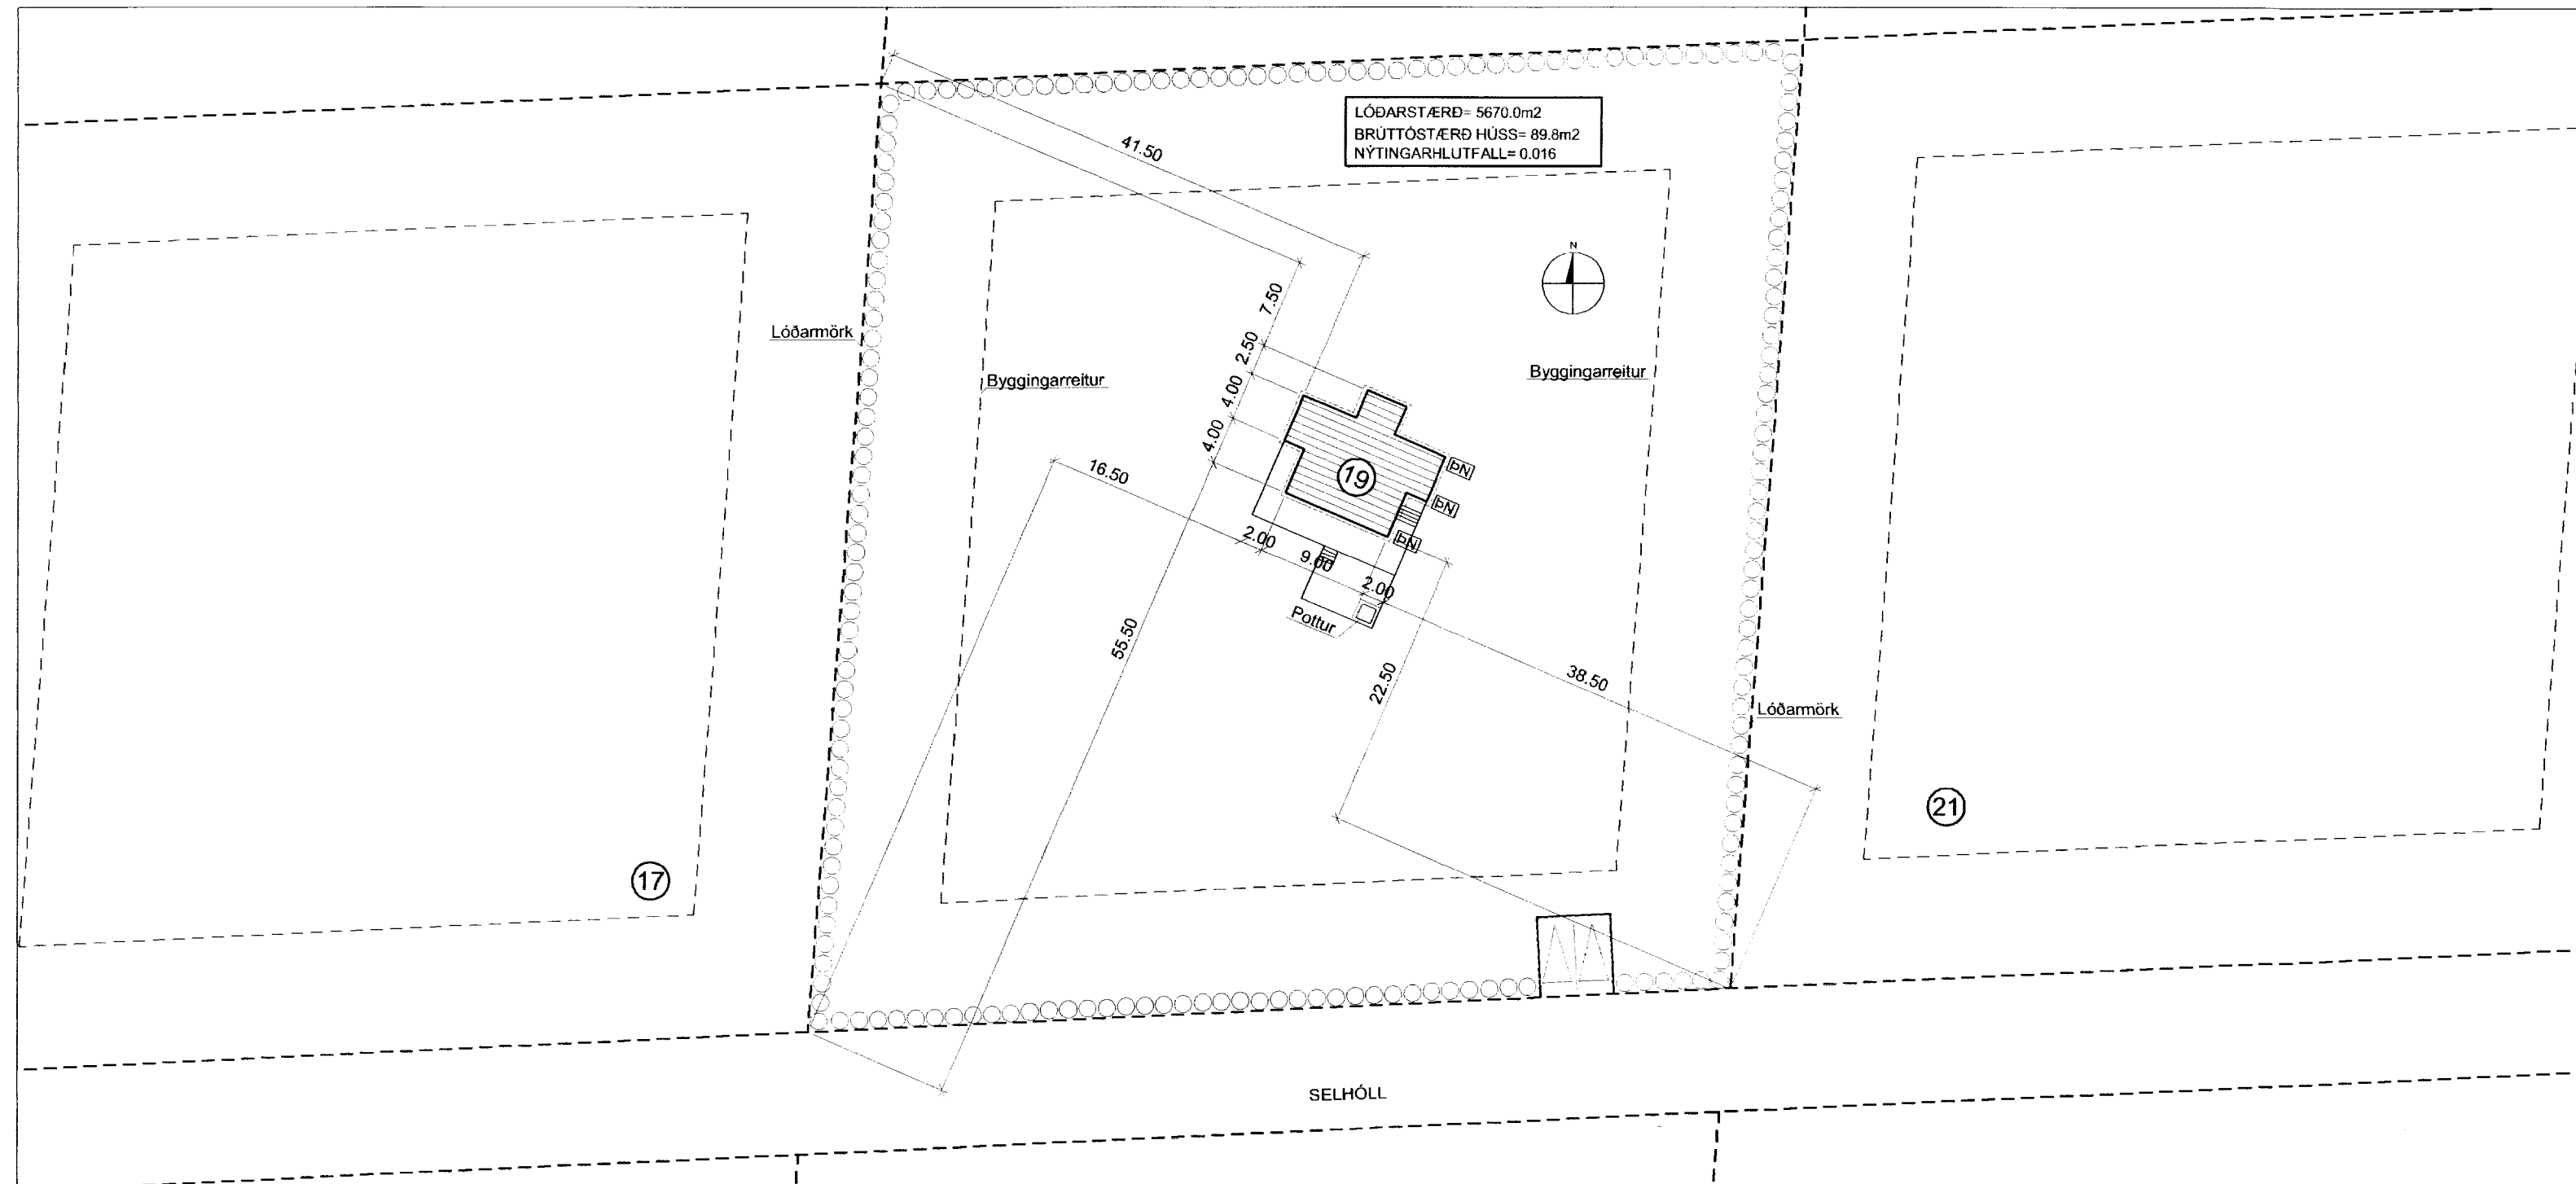 LÓÐARSTÆRÐ= 5670.0m2
BRÚTTÓSTÆRÐ HÚSS= 89.8m2
NÝTINGARHLUTFALL= 0.016
41.50
N
7.50
Lóðarmörk
2.50
Byggingarreitur
Byggingarreitur
4.00
4.00
16.50
19
ÞN
ÞN
ÞN
2.00
9.00
2.00
Pottur
55.50
22.50
38.50
Lóðarmörk
21
17
SELHÓLL